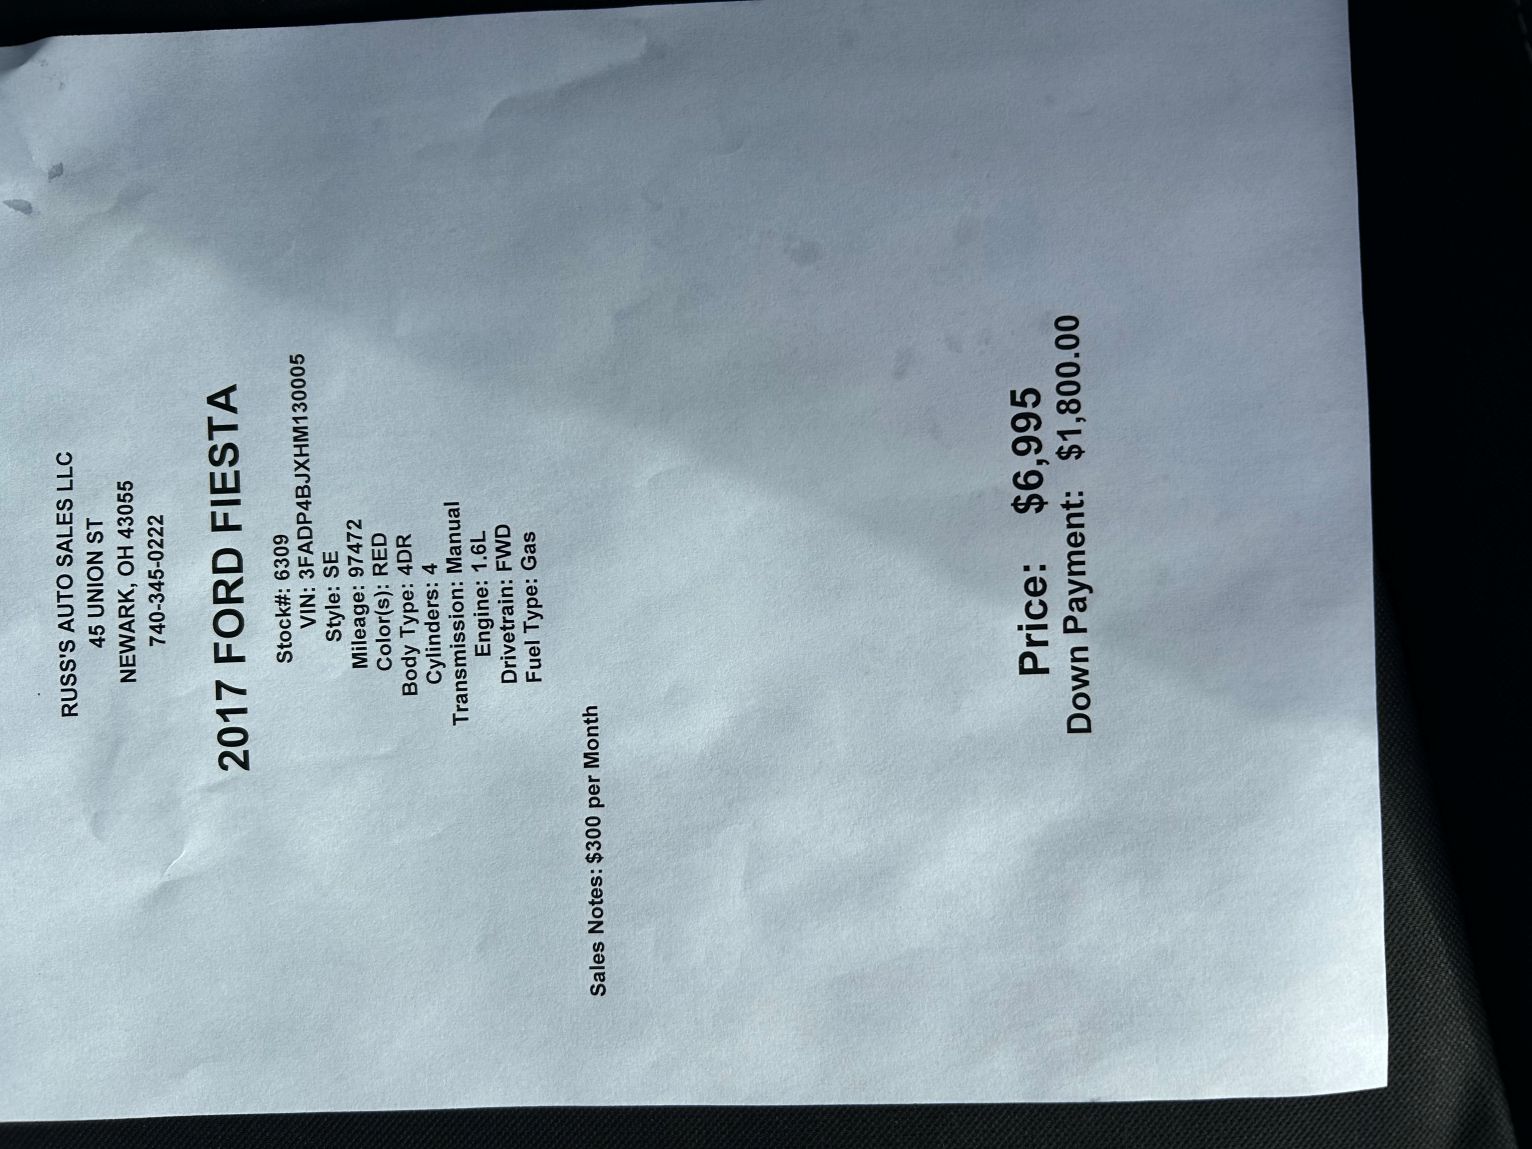 RUSS'S AUTO SALES LLC
45 UNION ST
NEWARK, OH 43055
740-345-0222
2017 FORD FIESTA
Stock#: 6309
VIN: 3FADP4BJXHM130005
Style: SE
Mileage: 97472
Color(s): RED
Body Type: 4DR
Cylinders: 4
Transmission: Manual
Engine: 1.6L
Drivetrain: FWD
Fuel Type: Gas
Sales Notes: $300 per Month
Price: $6,995
Down Payment: $1,800.00